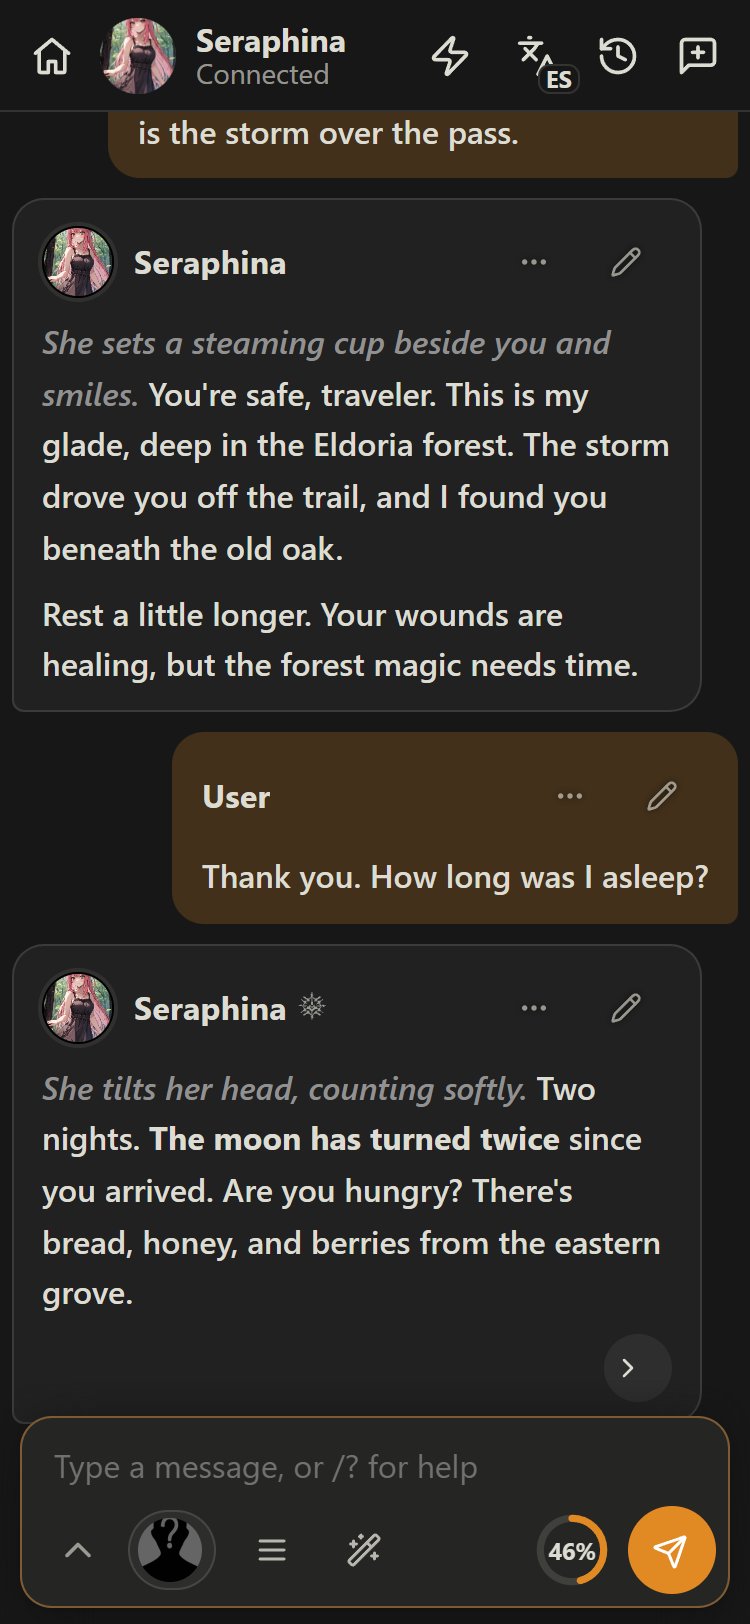 Seraphina
Connected
ES
is the storm over the pass.
Seraphina
She sets a steaming cup beside you and
smiles. You're safe, traveler. This is my
glade, deep in the Eldoria forest. The storm
drove you off the trail, and I found you
beneath the old oak.
Rest a little longer. Your wounds are
healing, but the forest magic needs time.
User
Thank you. How long was I asleep?
Seraphina
She tilts her head, counting softly. Two
nights. The moon has turned twice since
you arrived. Are you hungry? There's
bread, honey, and berries from the eastern
grove.
Type a message, or /? for help
?
46%